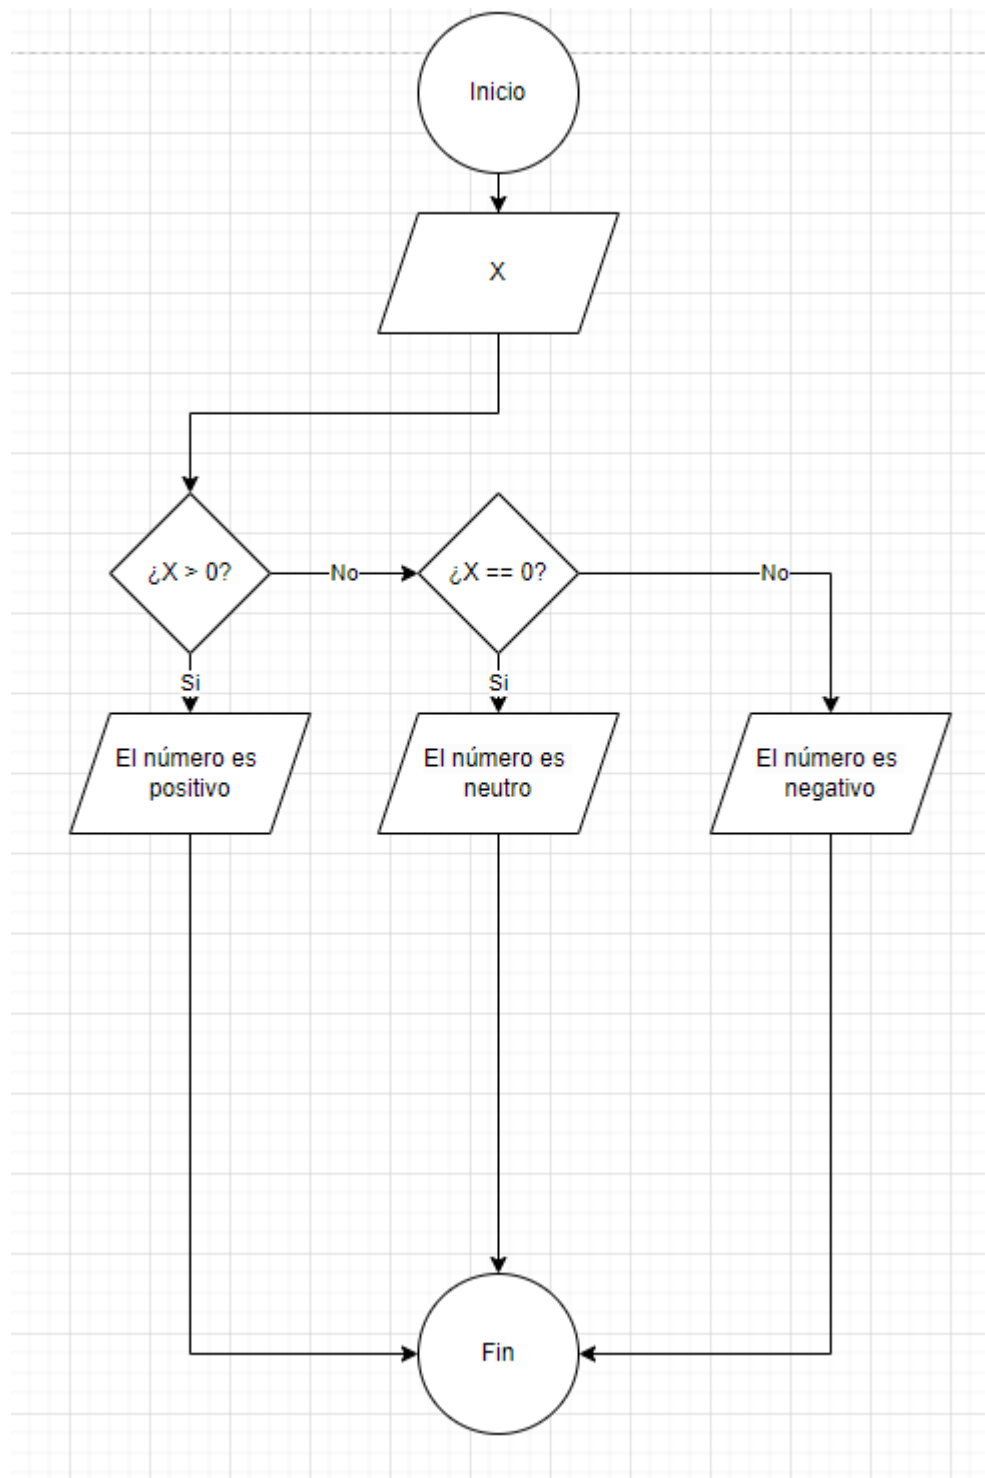 Inicio
X
¿X > 0?
No
¿X == 0?
No
Si
Si
El número es
positivo
El número es
neutro
El número es
negativo
Fin